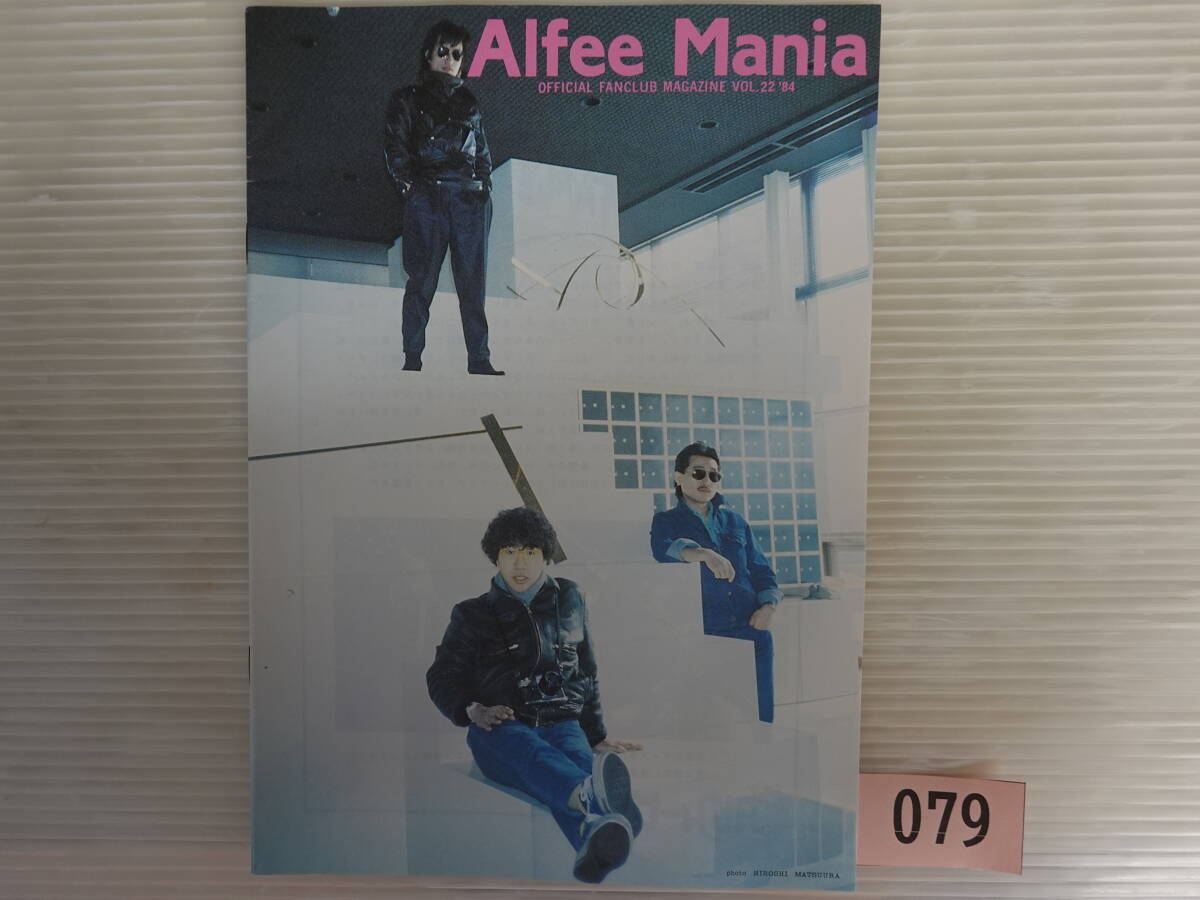 Alfee Mania
OFFICIAL FANCLUB MAGAZINE VOL.22 '84
079
photo HIROSHI MATSUURA